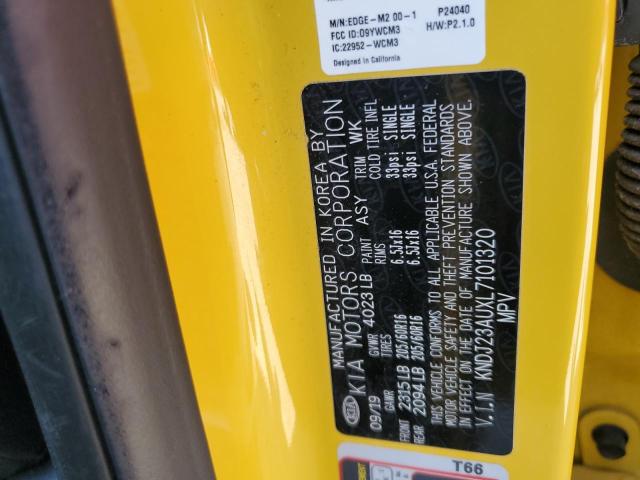 M/N:EDGE-M2 00-1 P24040
FCC ID:O9YWCM3 H/W:P2.1.0
IC:22952-WCM3
Designed in California
MANUFACTURED IN KOREA BY
KIA MOTORS CORPORATION
09/19 GVWR 4023LB PAINT ASY TRIM WK
GAWR TIRES RIMS COLD TIRE INFL
FRONT 2315LB 205/60R16 6.5Jx16 33psi SINGLE
REAR 2094LB 205/60R16 6.5Jx16 33psi SINGLE
THIS VEHICLE CONFORMS TO ALL APPLICABLE U.S.A. FEDERAL
MOTOR VEHICLE SAFETY AND THEFT PREVENTION STANDARDS
IN EFFECT ON THE DATE OF MANUFACTURE SHOWN ABOVE.
V.I.N KNDJ23AUXL7101320
MPV
T66